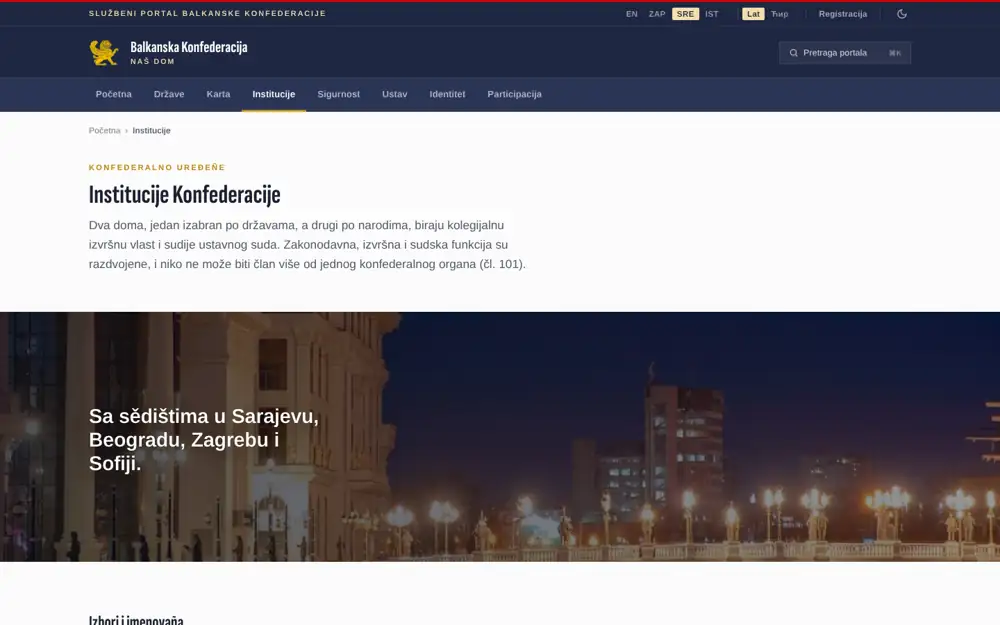 SLUŽBENI PORTAL BALKANSKE KONFEDERACIJE
EN ZAP SRE IST Lat Ћир Registracija
Balkanska Konfederacija
NAŠ DOM
Pretraga portala ⌘K
Početna Države Karta Institucije Sigurnost Ustav Identitet Participacija
Početna › Institucije
KONFEDERALNO UREĐEÑE
Institucije Konfederacije
Dva doma, jedan izabran po državama, a drugi po narodima, biraju kolegijalnu
izvršnu vlast i sudije ustavnog suda. Zakonodavna, izvršna i sudska funkcija su
razdvojene, i niko ne može biti član više od jednog konfederalnog organa (čl. 101).
Sa sědištima u Sarajevu,
Beogradu, Zagrebu i
Sofiji.
Izbori i imenovaña